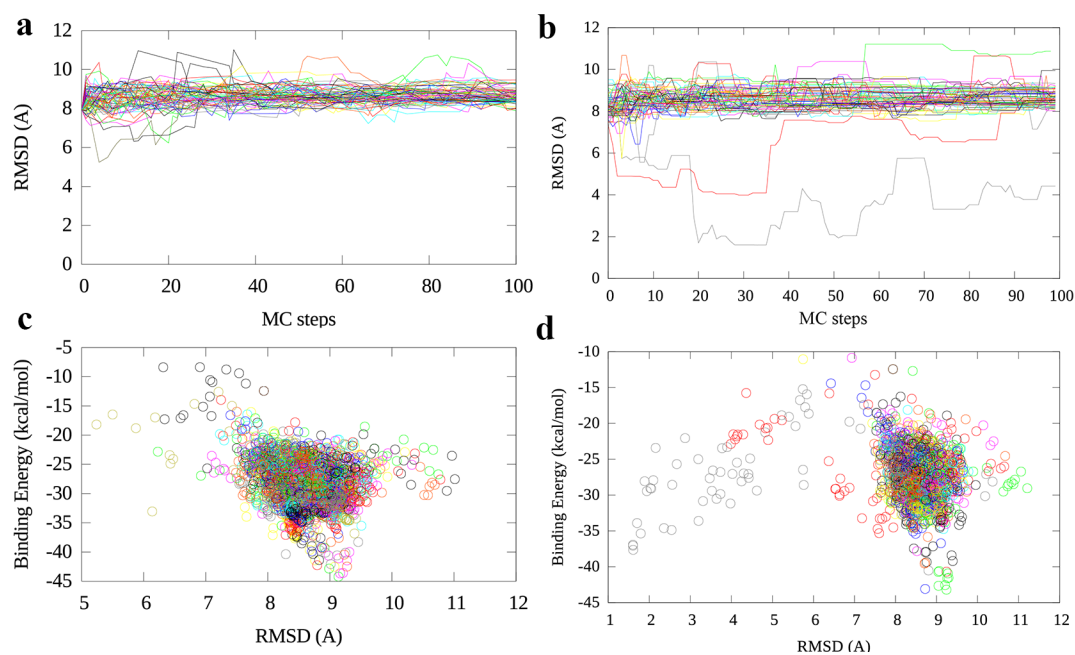 a
12
10
8
6
4
2
0
RMSD (A)
0 20 40 60 80 100
MC steps
b
12
10
8
6
4
2
0
RMSD (A)
0 10 20 30 40 50 60 70 80 90 100
MC steps
c
-5
-10
-15
-20
-25
-30
-35
-40
-45
Binding Energy (kcal/mol)
5 6 7 8 9 10 11 12
RMSD (A)
d
-10
-15
-20
-25
-30
-35
-40
-45
Binding Energy (kcal/mol)
1 2 3 4 5 6 7 8 9 10 11 12
RMSD (A)